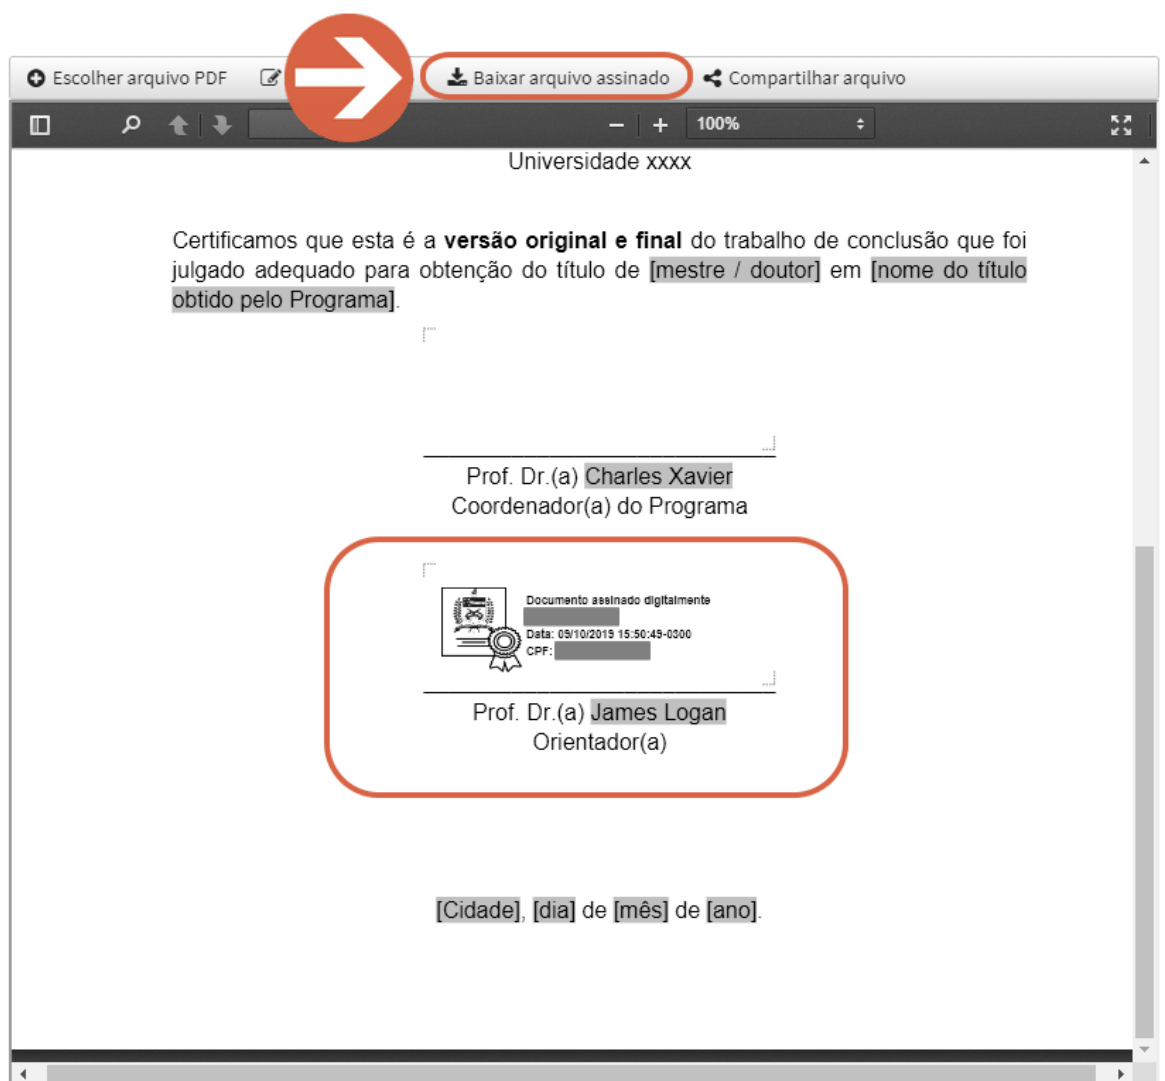 Escolher arquivo PDF
Baixar arquivo assinado
Compartilhar arquivo
100%
Universidade xxxx
Certificamos que esta é a versão original e final do trabalho de conclusão que foi
julgado adequado para obtenção do título de [mestre / doutor] em [nome do título
obtido pelo Programa].
Prof. Dr.(a) Charles Xavier
Coordenador(a) do Programa
Documento assinado digitalmente
Data: 09/10/2019 15:50:49-0300
CPF:
Prof. Dr.(a) James Logan
Orientador(a)
[Cidade], [dia] de [mês] de [ano].